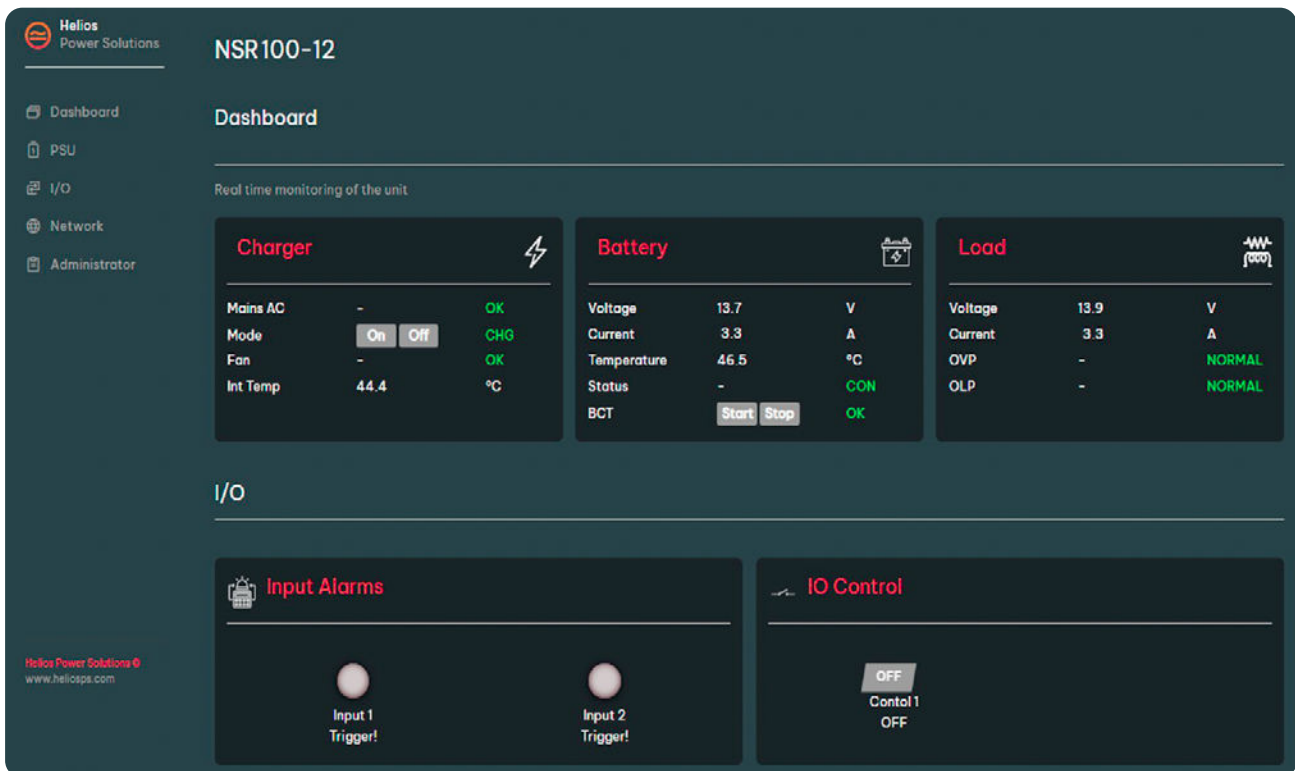 Helios
Power Solutions
Dashboard
PSU
I/O
Network
Administrator
Helios Power Solutions ©
www.heliosps.com
NSR100-12
Dashboard
Real time monitoring of the unit
Charger
Mains AC - OK
Mode On Off CHG
Fan - OK
Int Temp 44.4 °C
Battery
Voltage 13.7 V
Current 3.3 A
Temperature 46.5 °C
Status - CON
BCT Start Stop OK
Load
Voltage 13.9 V
Current 3.3 A
OVP - NORMAL
OLP - NORMAL
I/O
Input Alarms
Input 1
Trigger!
Input 2
Trigger!
IO Control
OFF
Contol 1
OFF